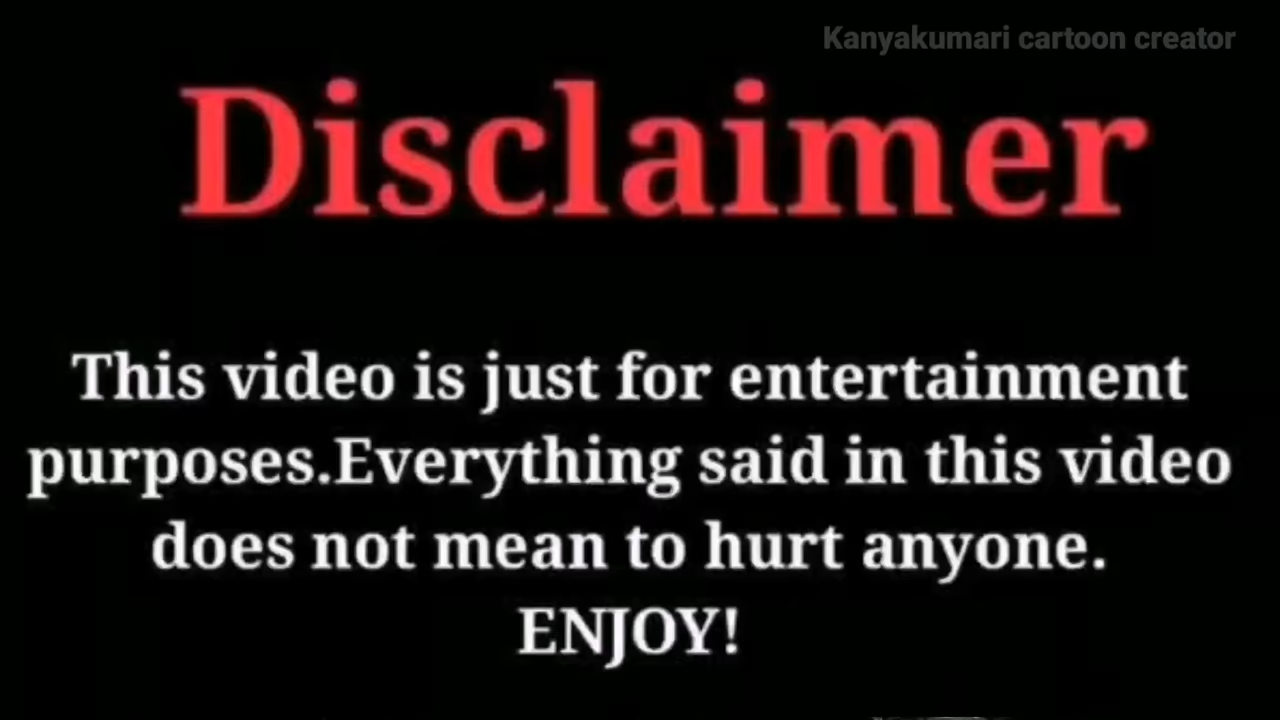 Kanyakumari cartoon creator
Disclaimer
This video is just for entertainment
purposes.Everything said in this video
does not mean to hurt anyone.
ENJOY!